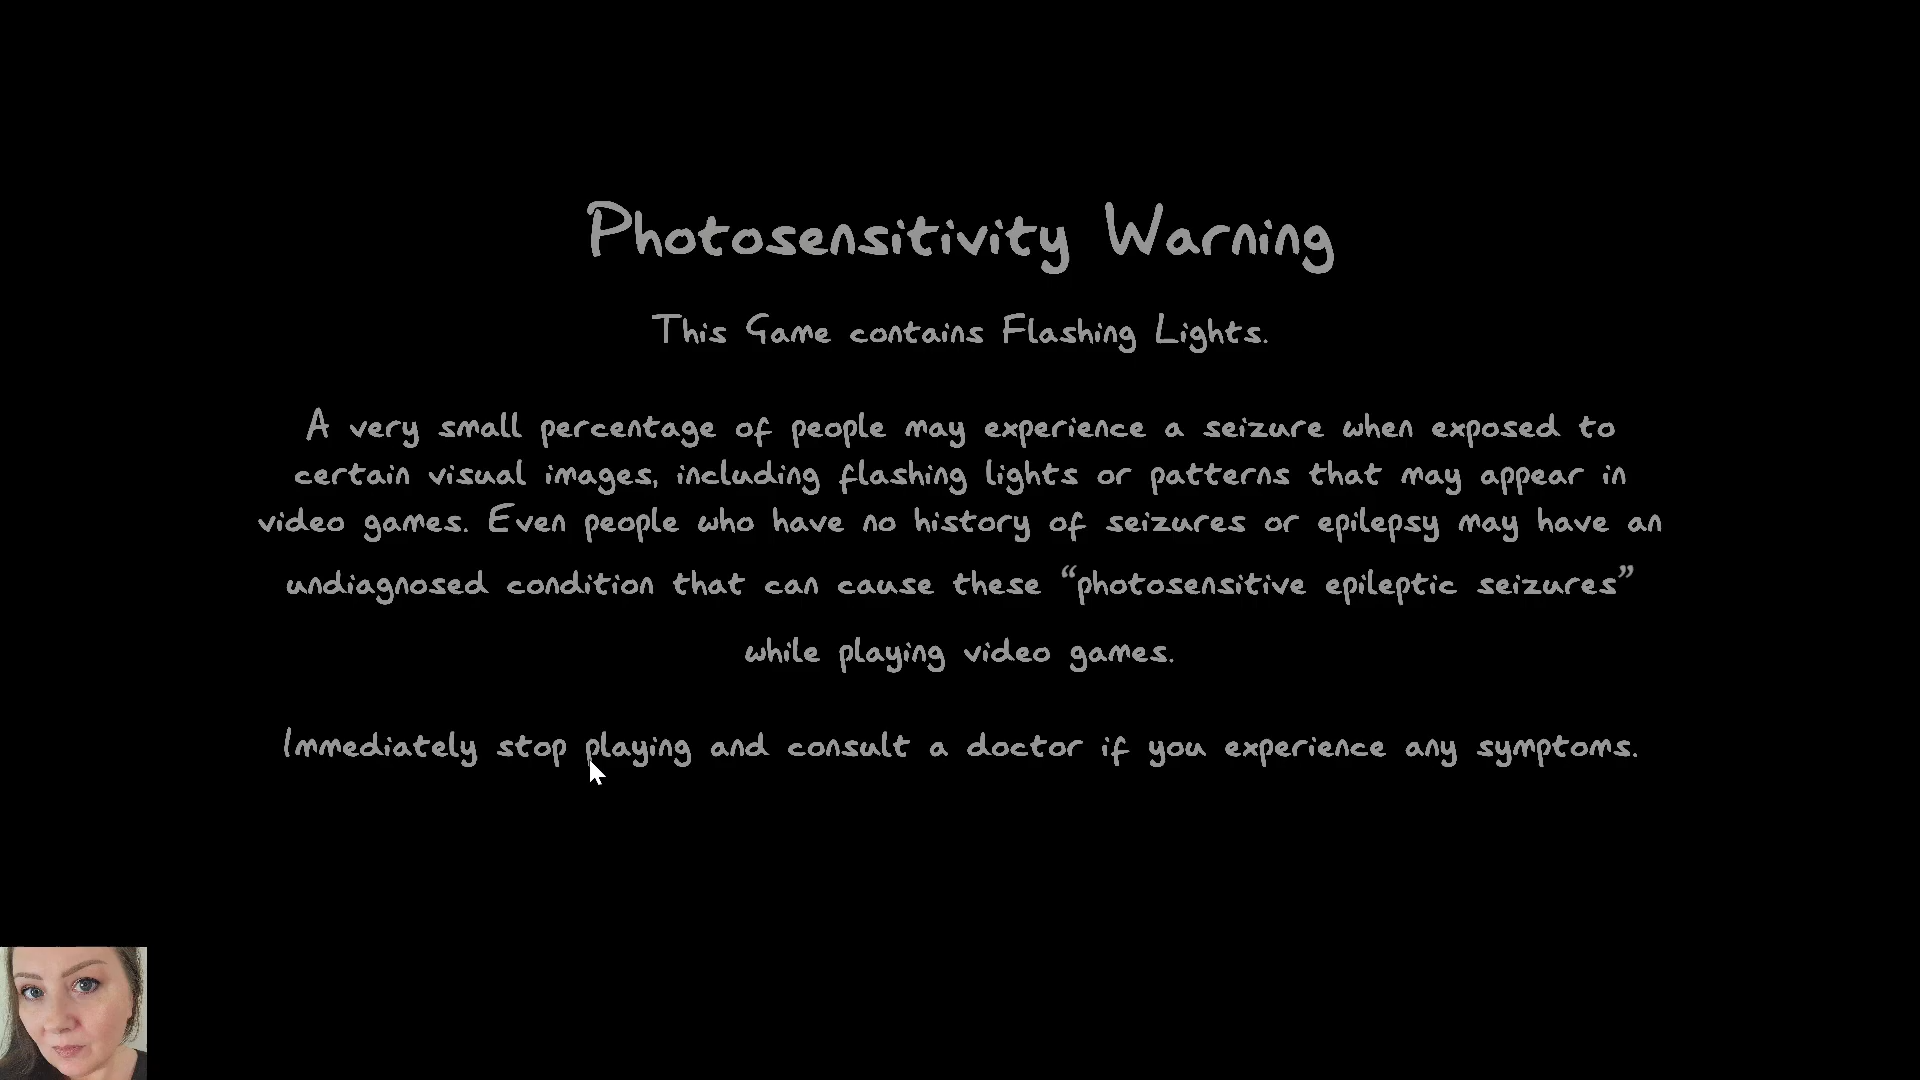 Photosensitivity Warning
This Game contains Flashing Lights.
A very small percentage of people may experience a seizure when exposed to
certain visual images, including flashing lights or patterns that may appear in
video games. Even people who have no history of seizures or epilepsy may have an
undiagnosed condition that can cause these “photosensitive epileptic seizures”
while playing video games.
Immediately stop playing and consult a doctor if you experience any symptoms.